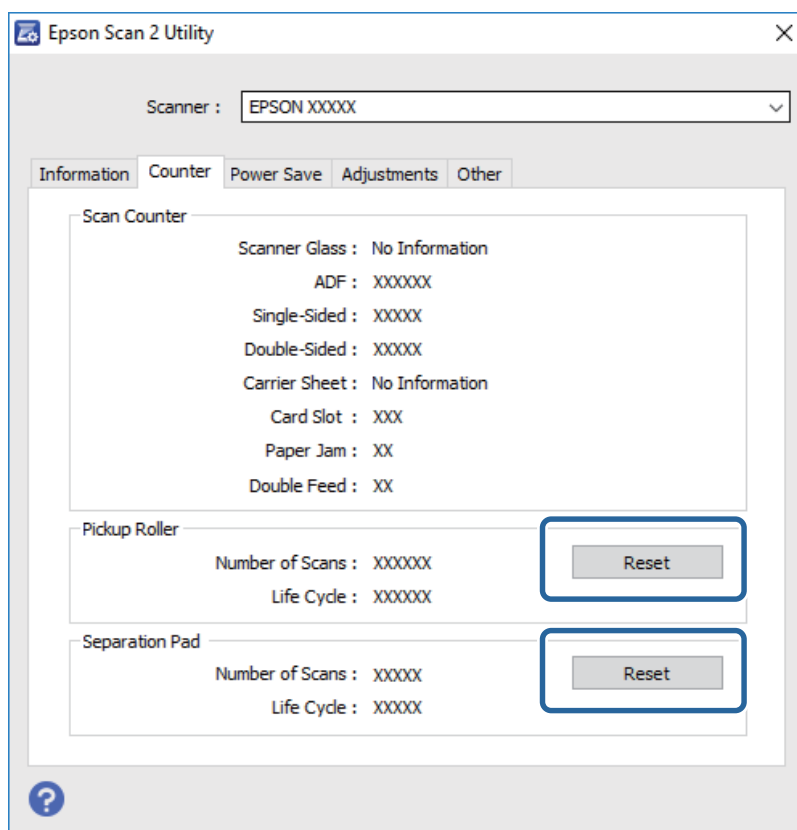 Epson Scan 2 Utility
Scanner : EPSON XXXXX
Information Counter Power Save Adjustments Other
Scan Counter
Scanner Glass : No Information
ADF : XXXXXX
Single-Sided : XXXXX
Double-Sided : XXXXX
Carrier Sheet : No Information
Card Slot : XXX
Paper Jam : XX
Double Feed : XX
Pickup Roller
Number of Scans : XXXXXX Reset
Life Cycle : XXXXXX
Separation Pad
Number of Scans : XXXXX Reset
Life Cycle : XXXXX
?